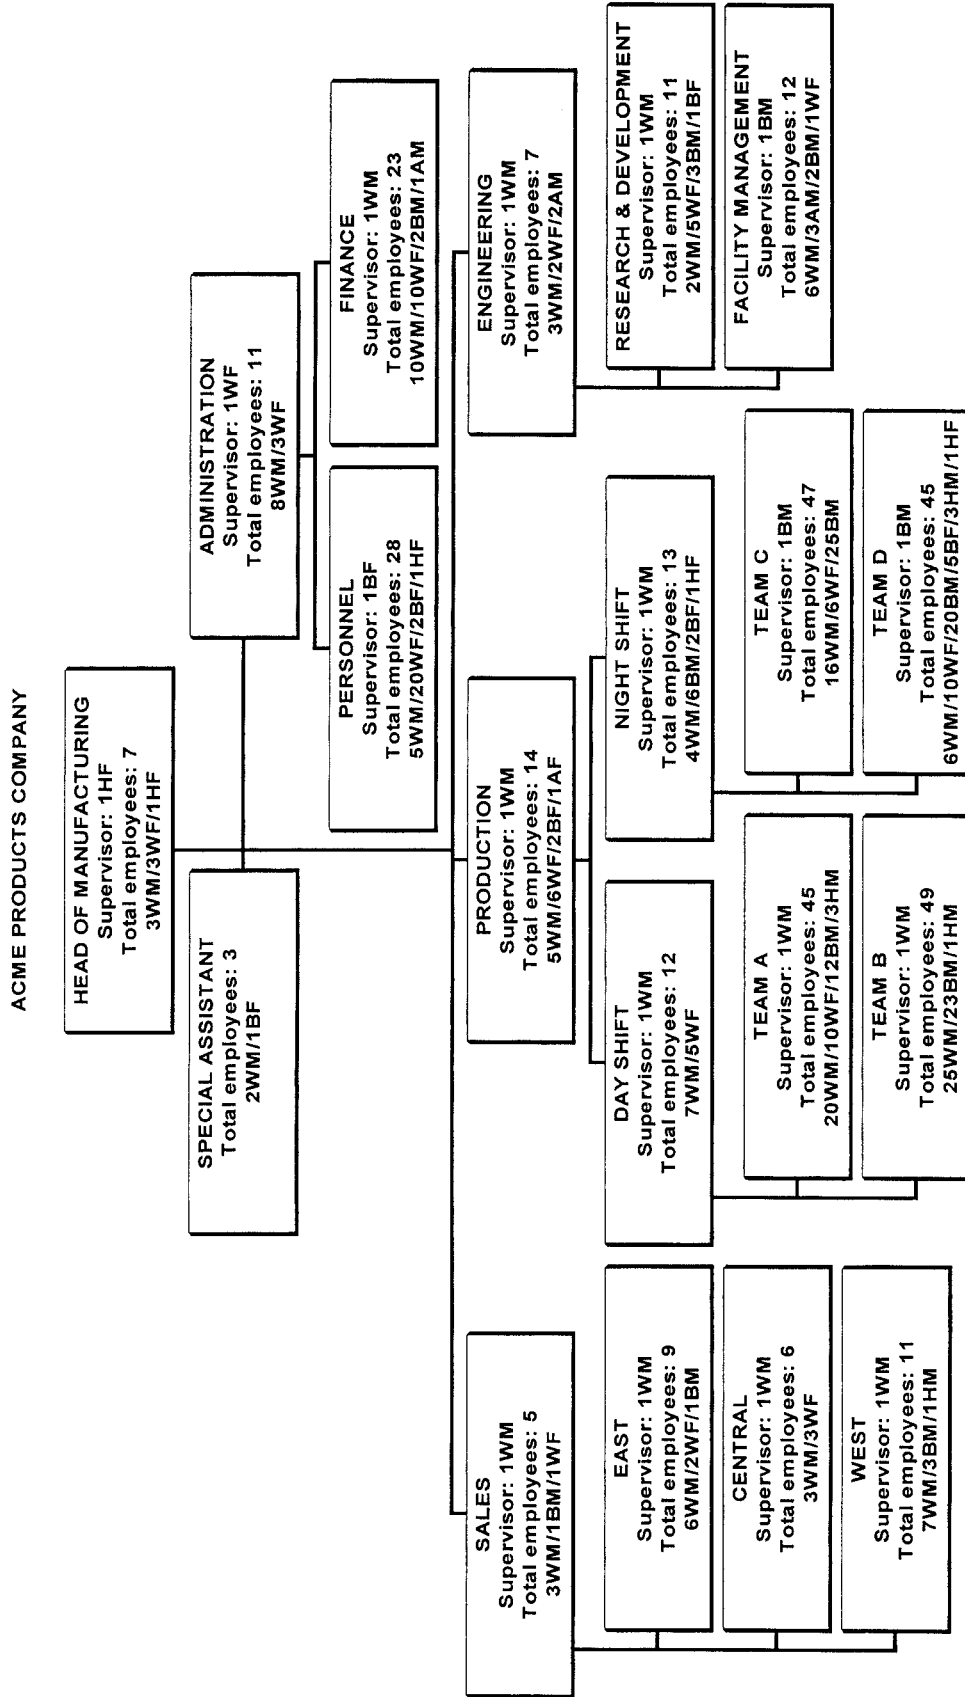 ACME PRODUCTS COMPANY
HEAD OF MANUFACTURING
Supervisor: 1HF
Total employees: 7
3WM/3WF/1HF
SPECIAL ASSISTANT
Total employees: 3
2WM/1BF
ADMINISTRATION
Supervisor: 1WF
Total employees: 11
8WM/3WF
PERSONNEL
Supervisor: 1BF
Total employees: 28
5WM/20WF/2BF/1HF
FINANCE
Supervisor: 1WM
Total employees: 23
10WM/10WF/2BM/1AM
SALES
Supervisor: 1WM
Total employees: 5
3WM/1BM/1WF
EAST
Supervisor: 1WM
Total employees: 9
6WM/2WF/1BM
CENTRAL
Supervisor: 1WM
Total employees: 6
3WM/3WF
WEST
Supervisor: 1WM
Total employees: 11
7WM/3BM/1HM
PRODUCTION
Supervisor: 1WM
Total employees: 14
5WM/6WF/2BF/1AF
DAY SHIFT
Supervisor: 1WM
Total employees: 12
7WM/5WF
TEAM A
Supervisor: 1WM
Total employees: 45
20WM/10WF/12BM/3HM
TEAM B
Supervisor: 1WM
Total employees: 49
25WM/23BM/1HM
NIGHT SHIFT
Supervisor: 1WM
Total employees: 13
4WM/6BM/2BF/1HF
TEAM C
Supervisor: 1BM
Total employees: 47
16WM/6WF/25BM
TEAM D
Supervisor: 1BM
Total employees: 45
6WM/10WF/20BM/5BF/3HM/1HF
ENGINEERING
Supervisor: 1WM
Total employees: 7
3WM/2WF/2AM
RESEARCH & DEVELOPMENT
Supervisor: 1WM
Total employees: 11
2WM/5WF/3BM/1BF
FACILITY MANAGEMENT
Supervisor: 1BM
Total employees: 12
6WM/3AM/2BM/1WF